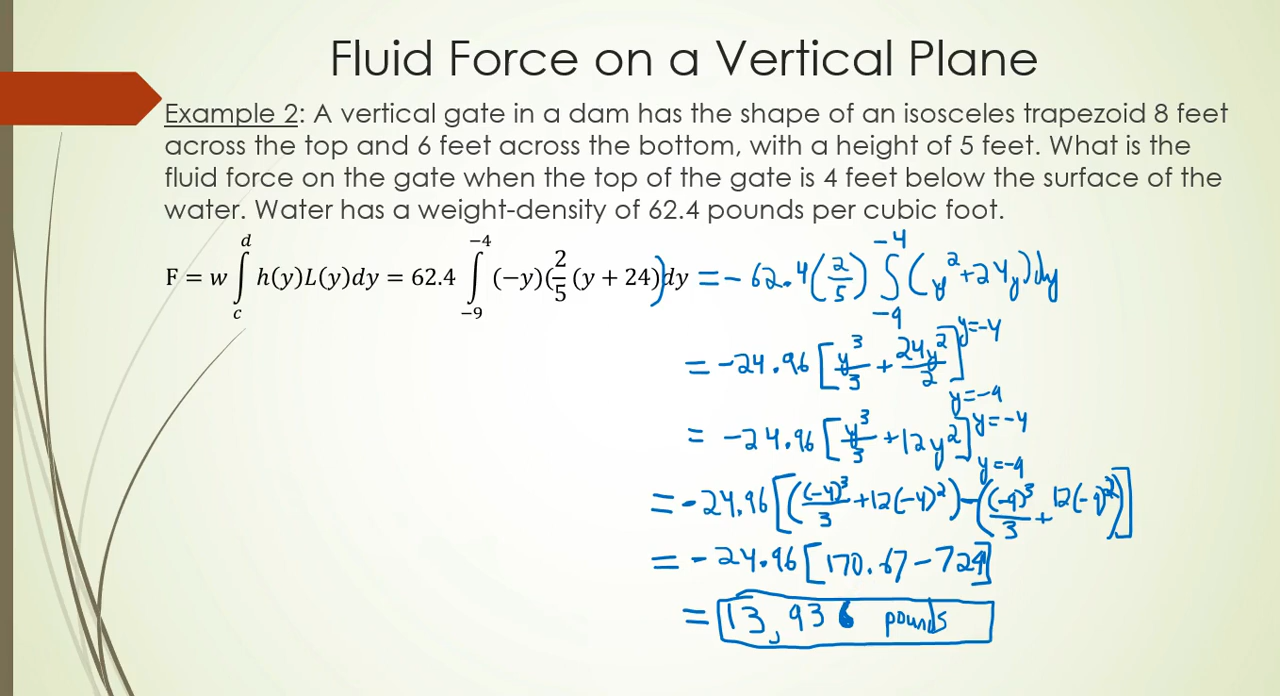 Fluid Force on a Vertical Plane
Example 2: A vertical gate in a dam has the shape of an isosceles trapezoid 8 feet
across the top and 6 feet across the bottom, with a height of 5 feet. What is the
fluid force on the gate when the top of the gate is 4 feet below the surface of the
water. Water has a weight-density of 62.4 pounds per cubic foot.
F = w ∫_c^d h(y)L(y)dy = 62.4 ∫_{-9}^{-4} (−y)(2/5 (y + 24))dy = -62.4(2/5) ∫_{-9}^{-4} (y²+24y)dy
= -24.96 [y³/3 + 24y²/2]_{y=-9}^{y=-4}
= -24.96 [y³/3 + 12y²]_{y=-9}^{y=-4}
= -24.96 [((-4)³/3 + 12(-4)²) - ((-9)³/3 + 12(-9)²)]
= -24.96 [170.67 - 729]
= 13,936 pounds